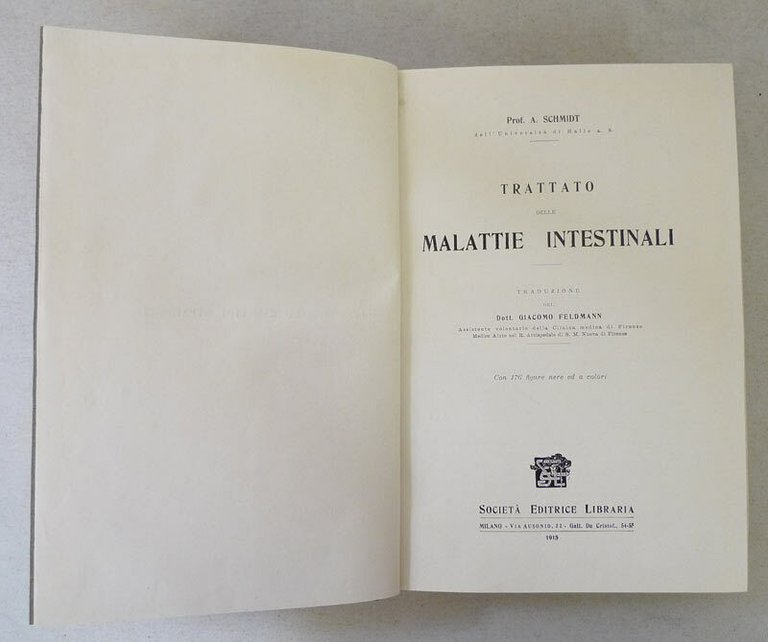 Prof. A. SCHMIDT
dell'Università di Halle a. S.
TRATTATO
DELLE
MALATTIE INTESTINALI
TRADUZIONE
DEL
Dott. GIACOMO FELDMANN
Assistente volontario della Clinica medica di Firenze
Medico Aiuto nel R. Arcispedale di S. M. Nuova di Firenze
Con 176 figure nere ed a colori
SOCIETÀ EDITRICE LIBRARIA
MILANO - VIA AUSONIO, 22 - Gall. De Cristof., 54-55
1915